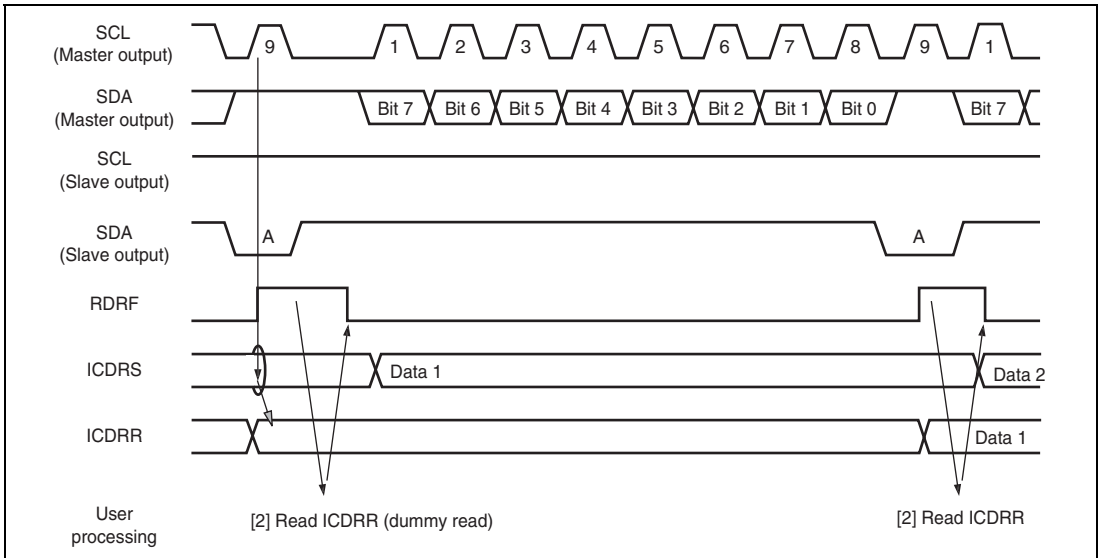 SCL
(Master output)
9 1 2 3 4 5 6 7 8 9 1
SDA
(Master output)
Bit 7 Bit 6 Bit 5 Bit 4 Bit 3 Bit 2 Bit 1 Bit 0 Bit 7
SCL
(Slave output)
SDA
(Slave output)
A A
RDRF
ICDRS
Data 1 Data 2
ICDRR
Data 1
User
processing
[2] Read ICDRR (dummy read) [2] Read ICDRR